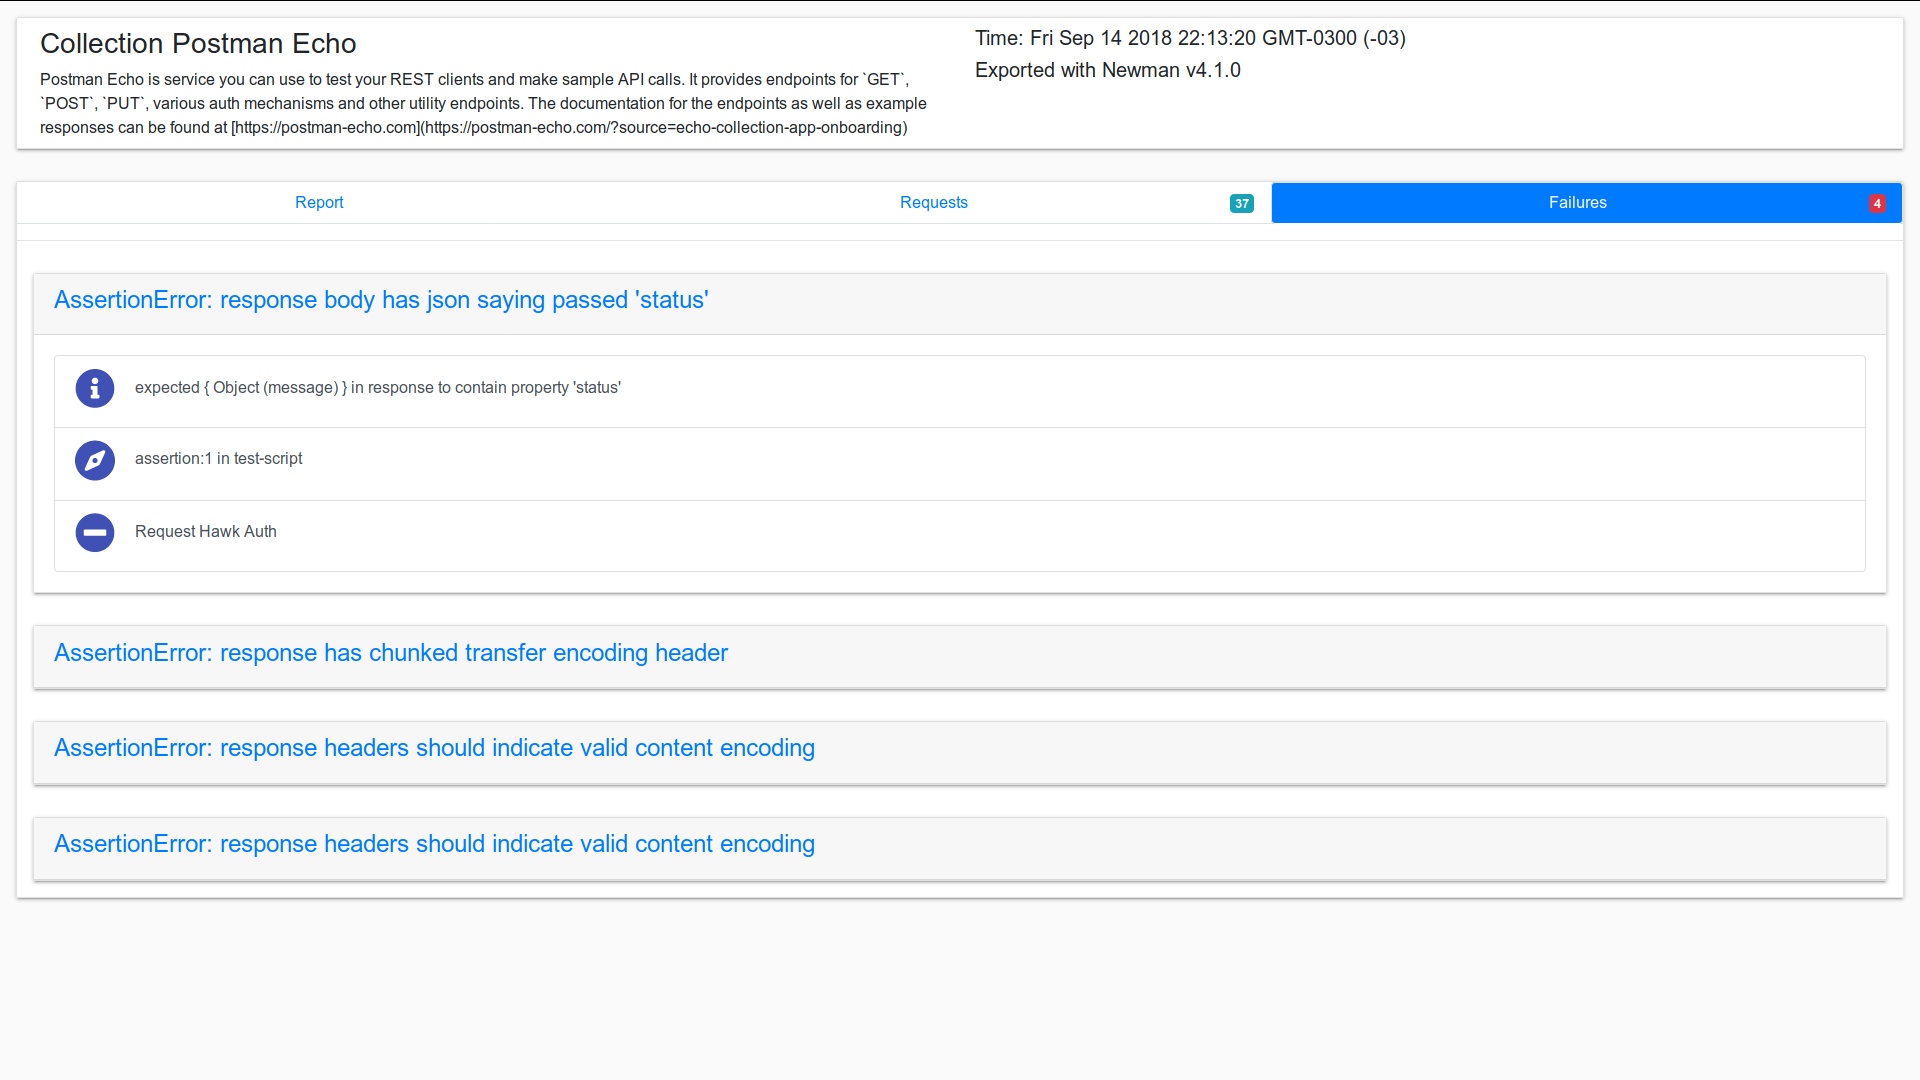 Collection Postman Echo
Postman Echo is service you can use to test your REST clients and make sample API calls. It provides endpoints for `GET`,
`POST`, `PUT`, various auth mechanisms and other utility endpoints. The documentation for the endpoints as well as example
responses can be found at [https://postman-echo.com](https://postman-echo.com/?source=echo-collection-app-onboarding)
Time: Fri Sep 14 2018 22:13:20 GMT-0300 (-03)
Exported with Newman v4.1.0
Report
Requests 37
Failures 4
AssertionError: response body has json saying passed 'status'
expected { Object (message) } in response to contain property 'status'
assertion:1 in test-script
Request Hawk Auth
AssertionError: response has chunked transfer encoding header
AssertionError: response headers should indicate valid content encoding
AssertionError: response headers should indicate valid content encoding